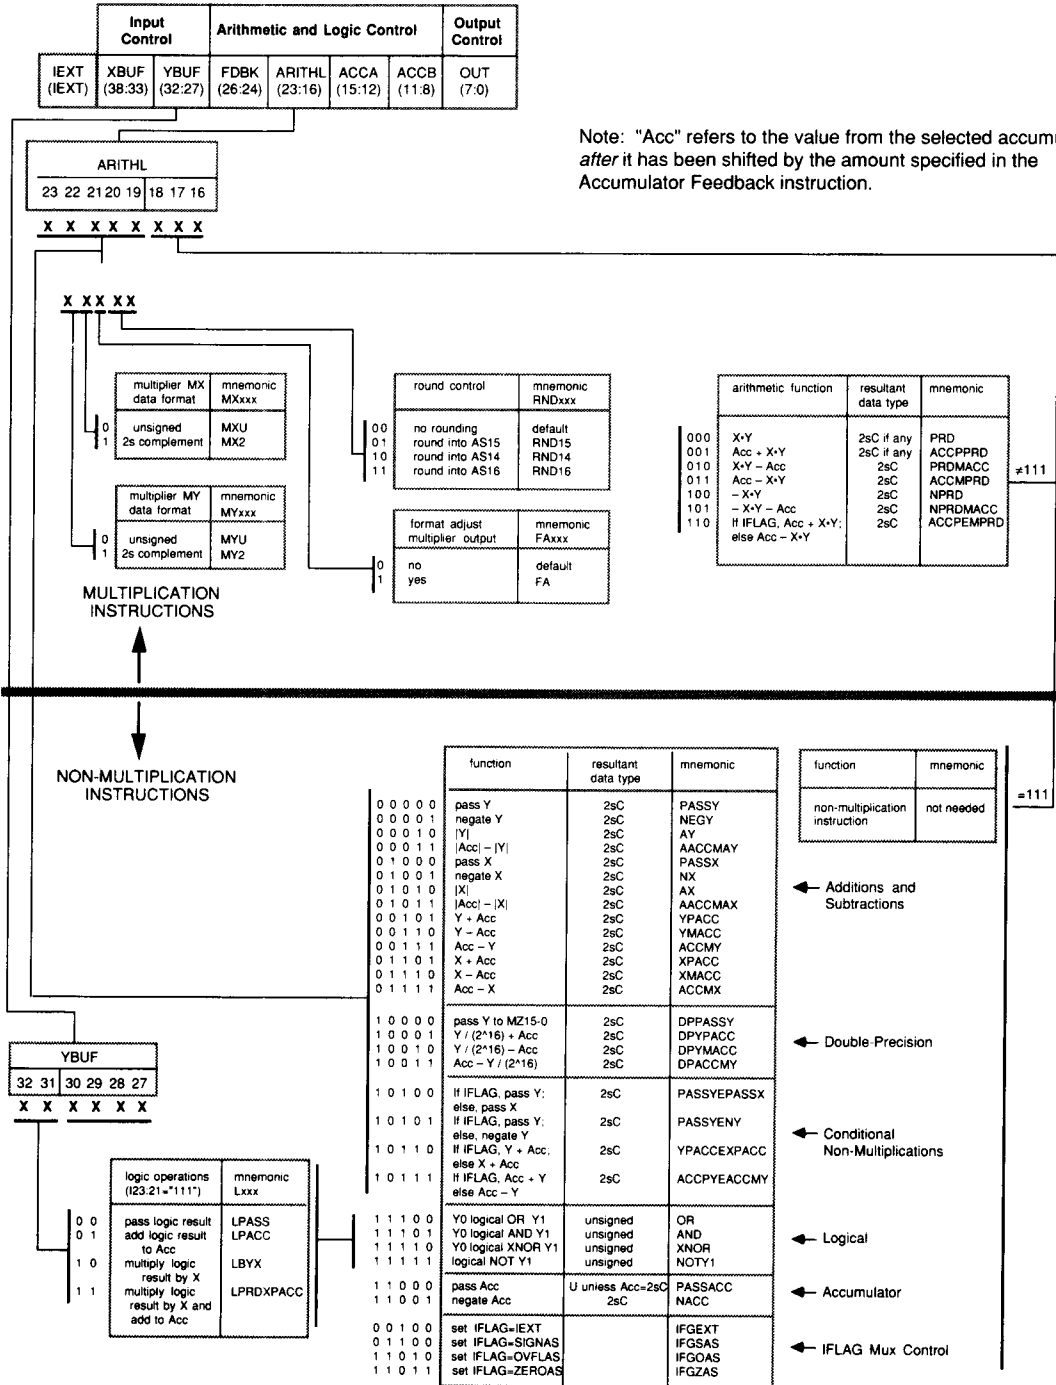 Input Control
Arithmetic and Logic Control
Output Control
IEXT (IEXT)
XBUF (38:33)
YBUF (32:27)
FDBK (26:24)
ARITHL (23:16)
ACCA (15:12)
ACCB (11:8)
OUT (7:0)
Note: "Acc" refers to the value from the selected accumu
after it has been shifted by the amount specified in the
Accumulator Feedback instruction.
ARITHL
23 22 21 20 19 18 17 16
X X X X X X X X
X X X X X
multiplier MX data format mnemonic MXxxx
0 unsigned MXU
1 2s complement MX2
multiplier MY data format mnemonic MYxxx
0 unsigned MYU
1 2s complement MY2
round control mnemonic RNDxxx
00 no rounding default
01 round into AS15 RND15
10 round into AS14 RND14
11 round into AS16 RND16
format adjust multiplier output mnemonic FAxxx
0 no default
1 yes FA
arithmetic function resultant data type mnemonic
000 X•Y 2sC if any PRD
001 Acc + X•Y 2sC if any ACCPPRD
010 X•Y – Acc 2sC PRDMACC
011 Acc – X•Y 2sC ACCMPRD
100 – X•Y 2sC NPRD
101 – X•Y – Acc 2sC NPRDMACC
110 If IFLAG, Acc + X•Y; 2sC ACCPEMPRD
else Acc – X•Y
≠111
MULTIPLICATION
INSTRUCTIONS
NON-MULTIPLICATION
INSTRUCTIONS
function resultant data type mnemonic
0 0 0 0 0 pass Y 2sC PASSY
0 0 0 0 1 negate Y 2sC NEGY
0 0 0 1 0 |Y| 2sC AY
0 0 0 1 1 |Acc| – |Y| 2sC AACCMAY
0 1 0 0 0 pass X 2sC PASSX
0 1 0 0 1 negate X 2sC NX
0 1 0 1 0 |X| 2sC AX
0 1 0 1 1 |Acc| – |X| 2sC AACCMAX
0 0 1 0 1 Y + Acc 2sC YPACC
0 0 1 1 0 Y – Acc 2sC YMACC
0 0 1 1 1 Acc – Y 2sC ACCMY
0 1 1 0 1 X + Acc 2sC XPACC
0 1 1 1 0 X – Acc 2sC XMACC
0 1 1 1 1 Acc – X 2sC ACCMX
Additions and
Subtractions
function mnemonic
non-multiplication instruction not needed
=111
1 0 0 0 0 pass Y to MZ15-0 2sC DPPASSY
1 0 0 0 1 Y / (2^16) + Acc 2sC DPYPACC
1 0 0 1 0 Y / (2^16) – Acc 2sC DPYMACC
1 0 0 1 1 Acc – Y / (2^16) 2sC DPACCMY
Double-Precision
1 0 1 0 0 If IFLAG, pass Y; 2sC PASSYEPASSX
else, pass X
1 0 1 0 1 If IFLAG, pass Y; 2sC PASSYENY
else, negate Y
1 0 1 1 0 If IFLAG, Y + Acc; 2sC YPACCEXPACC
else X + Acc
1 0 1 1 1 If IFLAG, Acc + Y 2sC ACCPYEACCMY
else Acc – Y
Conditional
Non-Multiplications
YBUF
32 31 30 29 28 27
X X X X X X
logic operations (I23:21="111") mnemonic Lxxx
0 0 pass logic result LPASS
0 1 add logic result LPACC
to Acc
1 0 multiply logic LBYX
result by X
1 1 multiply logic LPRDXPACC
result by X and
add to Acc
1 1 1 0 0 Y0 logical OR Y1 unsigned OR
1 1 1 0 1 Y0 logical AND Y1 unsigned AND
1 1 1 1 0 Y0 logical XNOR Y1 unsigned XNOR
1 1 1 1 1 logical NOT Y1 unsigned NOTY1
Logical
1 1 0 0 0 pass Acc U unless Acc=2sC PASSACC
1 1 0 0 1 negate Acc 2sC NACC
Accumulator
0 0 1 0 0 set IFLAG=IEXT IFGEXT
0 1 1 0 0 set IFLAG=SIGNAS IFGSAS
1 1 0 1 0 set IFLAG=OVFLAS IFGOAS
1 1 0 1 1 set IFLAG=ZEROAS IFGZAS
IFLAG Mux Control